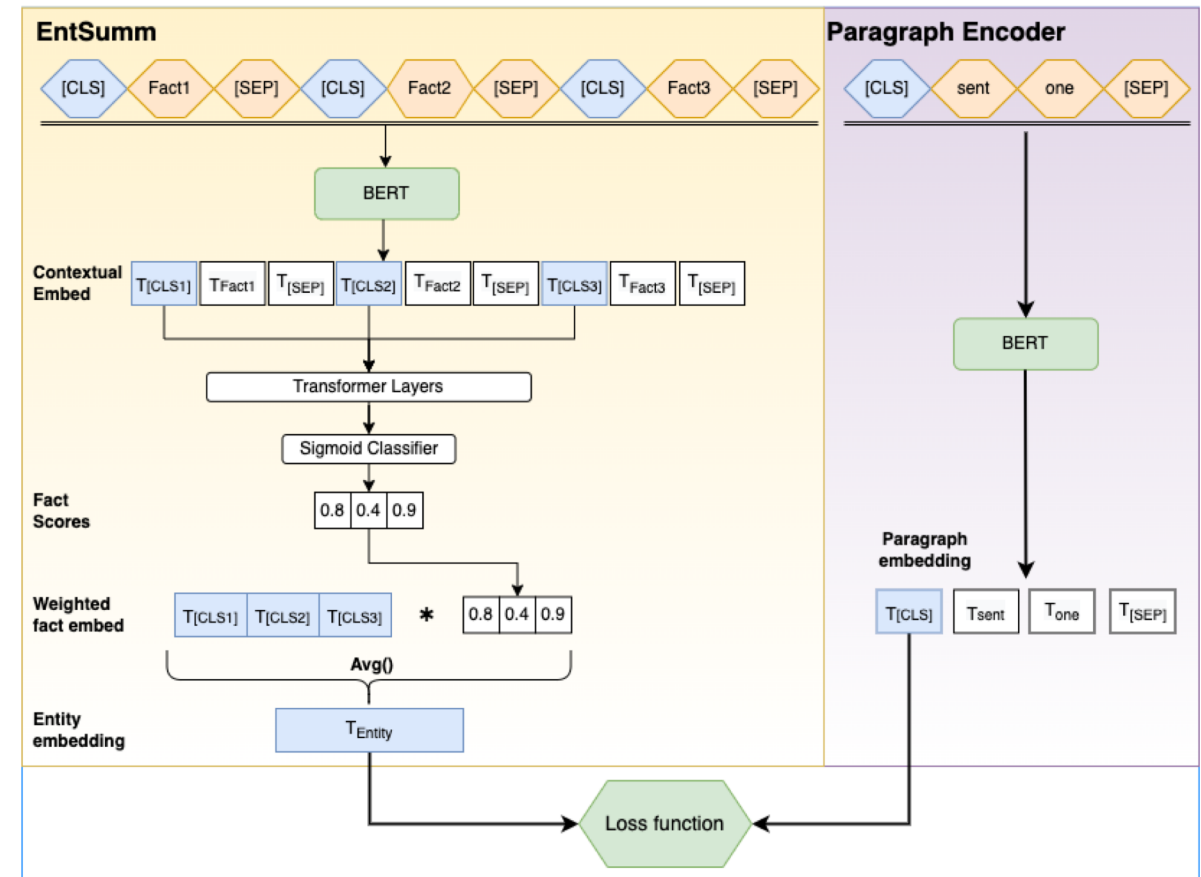 EntSumm
Paragraph Encoder
[CLS] Fact1 [SEP] [CLS] Fact2 [SEP] [CLS] Fact3 [SEP]
[CLS] sent one [SEP]
BERT
Contextual
Embed
T[CLS1] TFact1 T[SEP] T[CLS2] TFact2 T[SEP] T[CLS3] TFact3 T[SEP]
BERT
Transformer Layers
Sigmoid Classifier
Fact
Scores
0.8 0.4 0.9
Paragraph
embedding
Weighted
fact embed
T[CLS1] T[CLS2] T[CLS3] * 0.8 0.4 0.9
T[CLS] Tsent Tone T[SEP]
Avg()
Entity
embedding
TEntity
Loss function